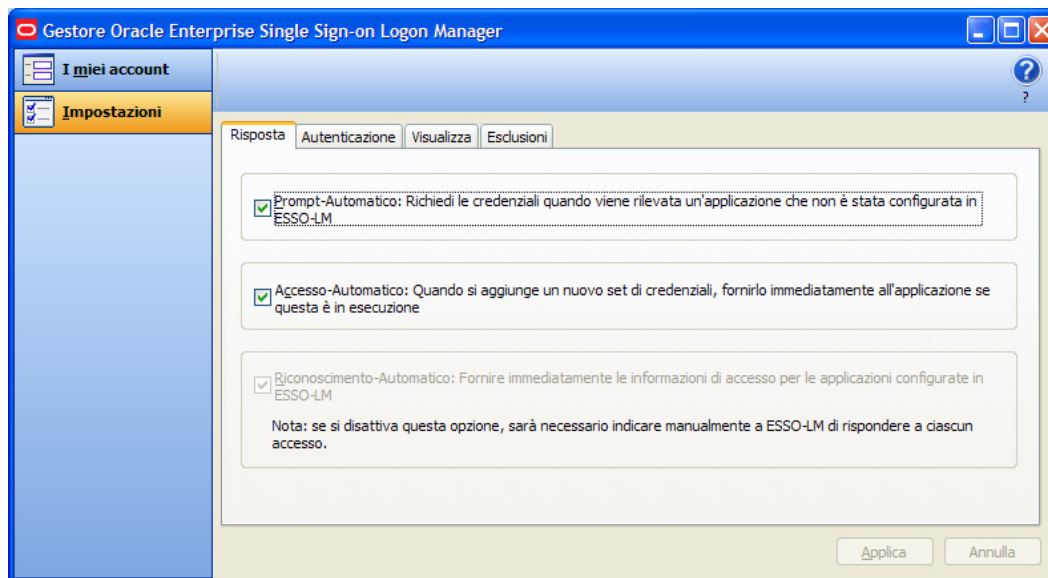 Gestore Oracle Enterprise Single Sign-on Logon Manager
I miei account
Impostazioni
?
?
Risposta
Autenticazione
Visualizza
Esclusioni
Prompt-Automatico: Richiedi le credenziali quando viene rilevata un'applicazione che non è stata configurata in
ESSO-LM
Accesso-Automatico: Quando si aggiunge un nuovo set di credenziali, fornirlo immediatamente all'applicazione se
questa è in esecuzione
Riconoscimento-Automatico: Fornire immediatamente le informazioni di accesso per le applicazioni configurate in
ESSO-LM
Nota: se si disattiva questa opzione, sarà necessario indicare manualmente a ESSO-LM di rispondere a ciascun
accesso.
Applica
Annulla